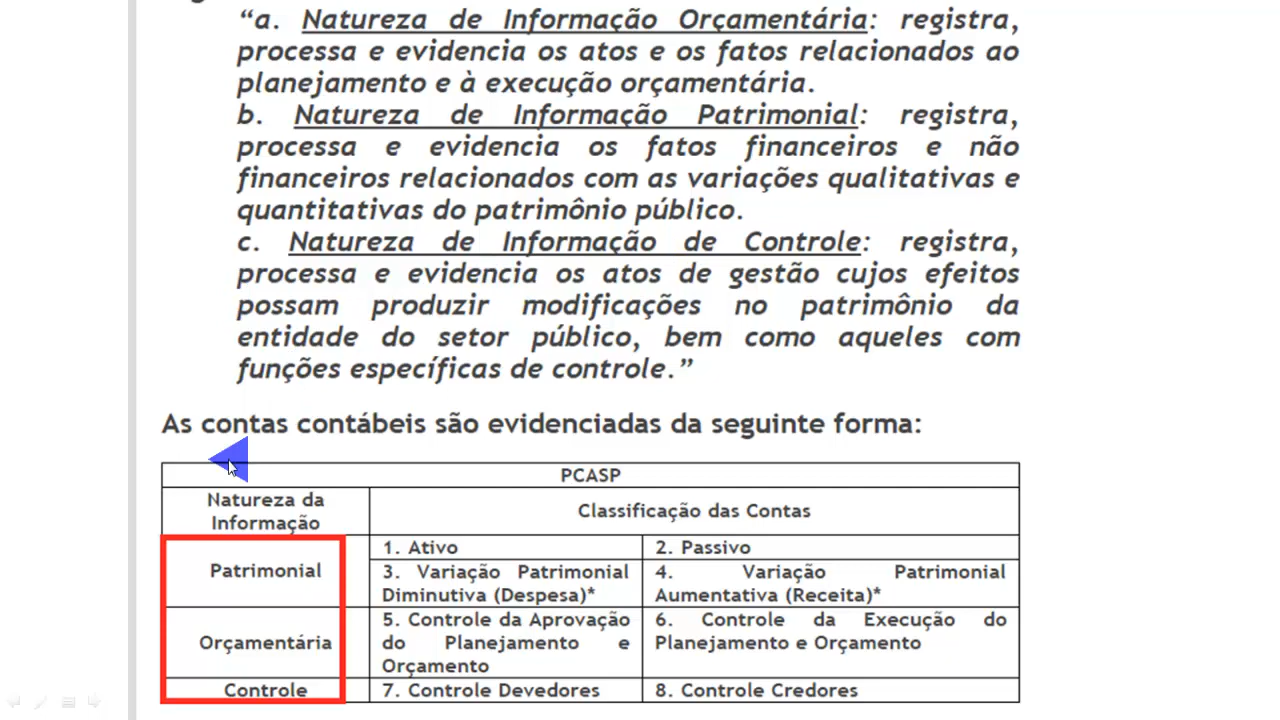 “a. Natureza de Informação Orçamentária: registra,
processa e evidencia os atos e os fatos relacionados ao
planejamento e à execução orçamentária.
b. Natureza de Informação Patrimonial: registra,
processa e evidencia os fatos financeiros e não
financeiros relacionados com as variações qualitativas e
quantitativas do patrimônio público.
c. Natureza de Informação de Controle: registra,
processa e evidencia os atos de gestão cujos efeitos
possam produzir modificações no patrimônio da
entidade do setor público, bem como aqueles com
funções específicas de controle.”
As contas contábeis são evidenciadas da seguinte forma:
PCASP
Natureza da
Informação
Classificação das Contas
Patrimonial
1. Ativo
2. Passivo
3. Variação Patrimonial
Diminutiva (Despesa)*
4. Variação Patrimonial
Aumentativa (Receita)*
Orçamentária
5. Controle da Aprovação
do Planejamento e
Orçamento
6. Controle da Execução do
Planejamento e Orçamento
Controle
7. Controle Devedores
8. Controle Credores